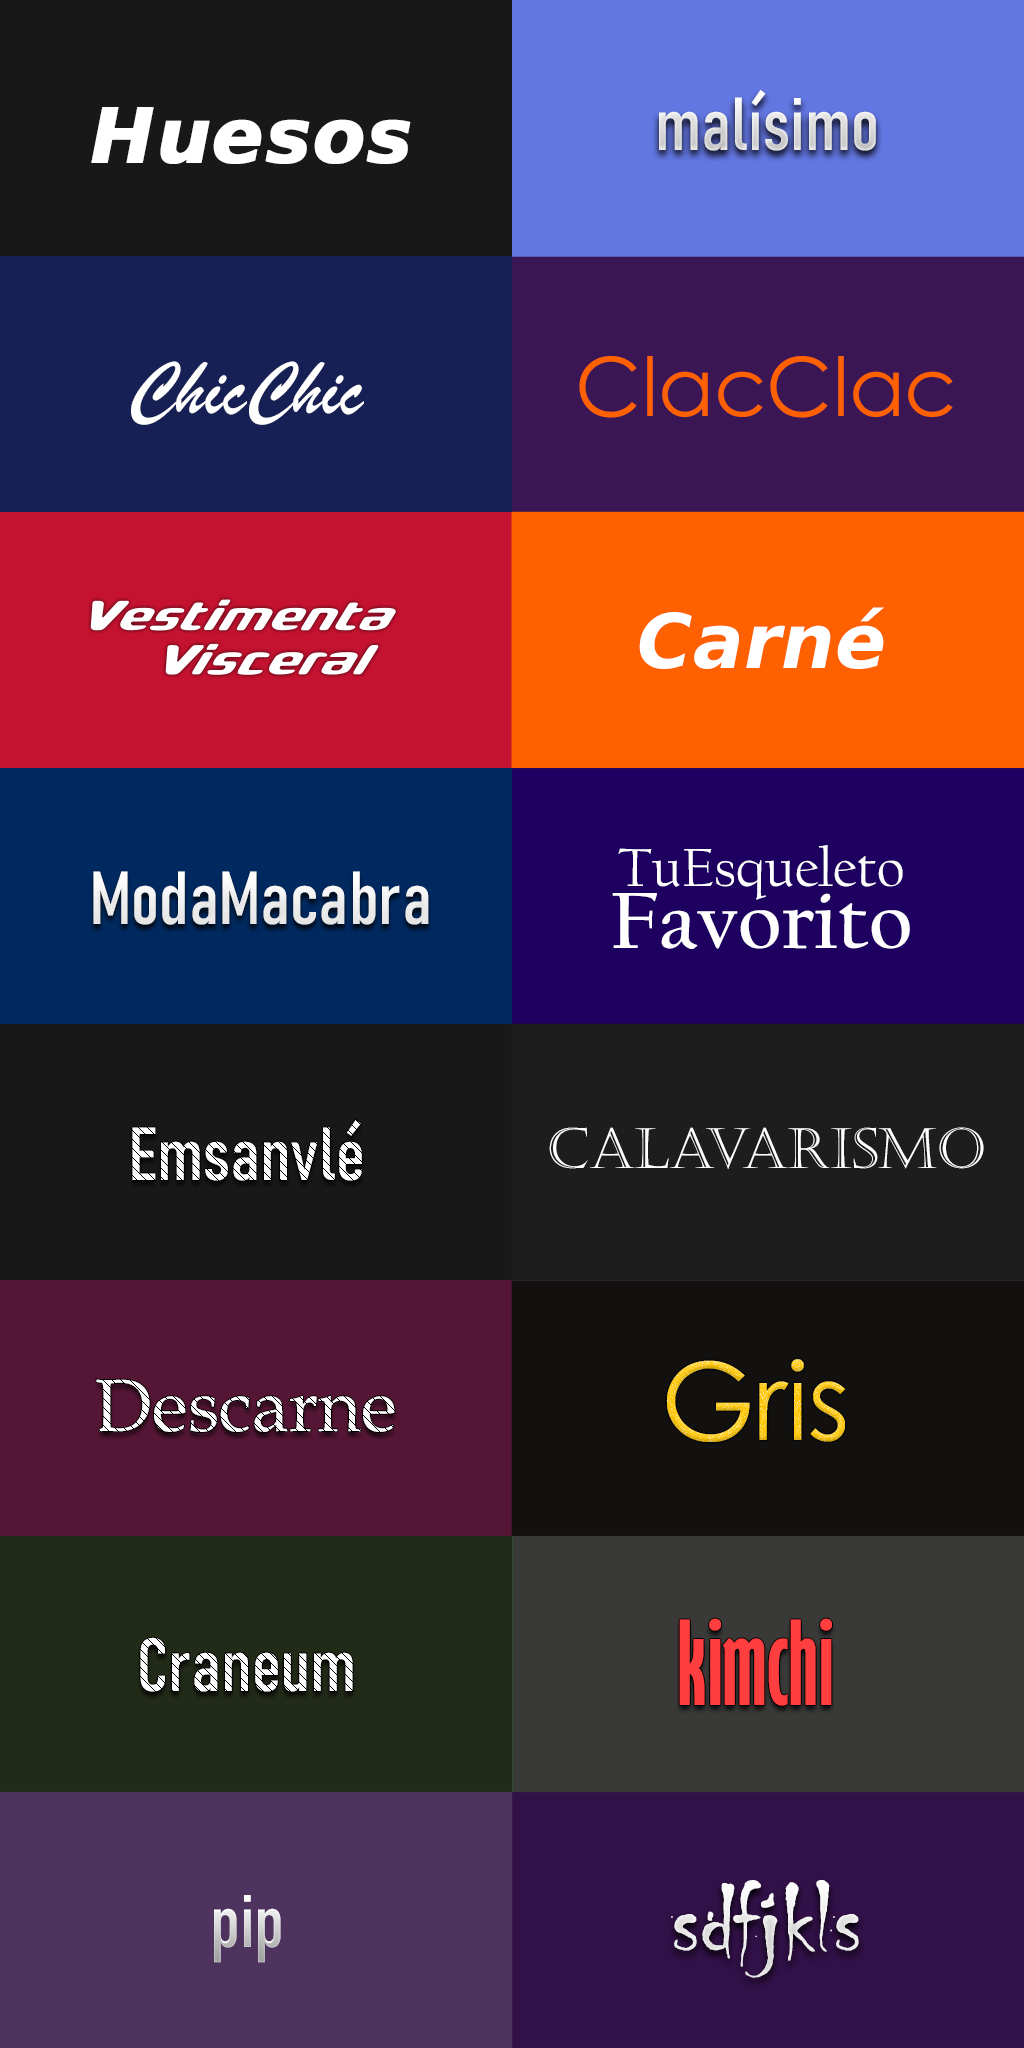 Huesos
malísimo
ChicChic
ClacClac
Vestimenta
Visceral
Carné
ModaMacabra
TuEsqueleto
Favorito
Emsanvlé
CALAVARISMO
Descarne
Gris
Craneum
kimchi
pip
sdfjkls